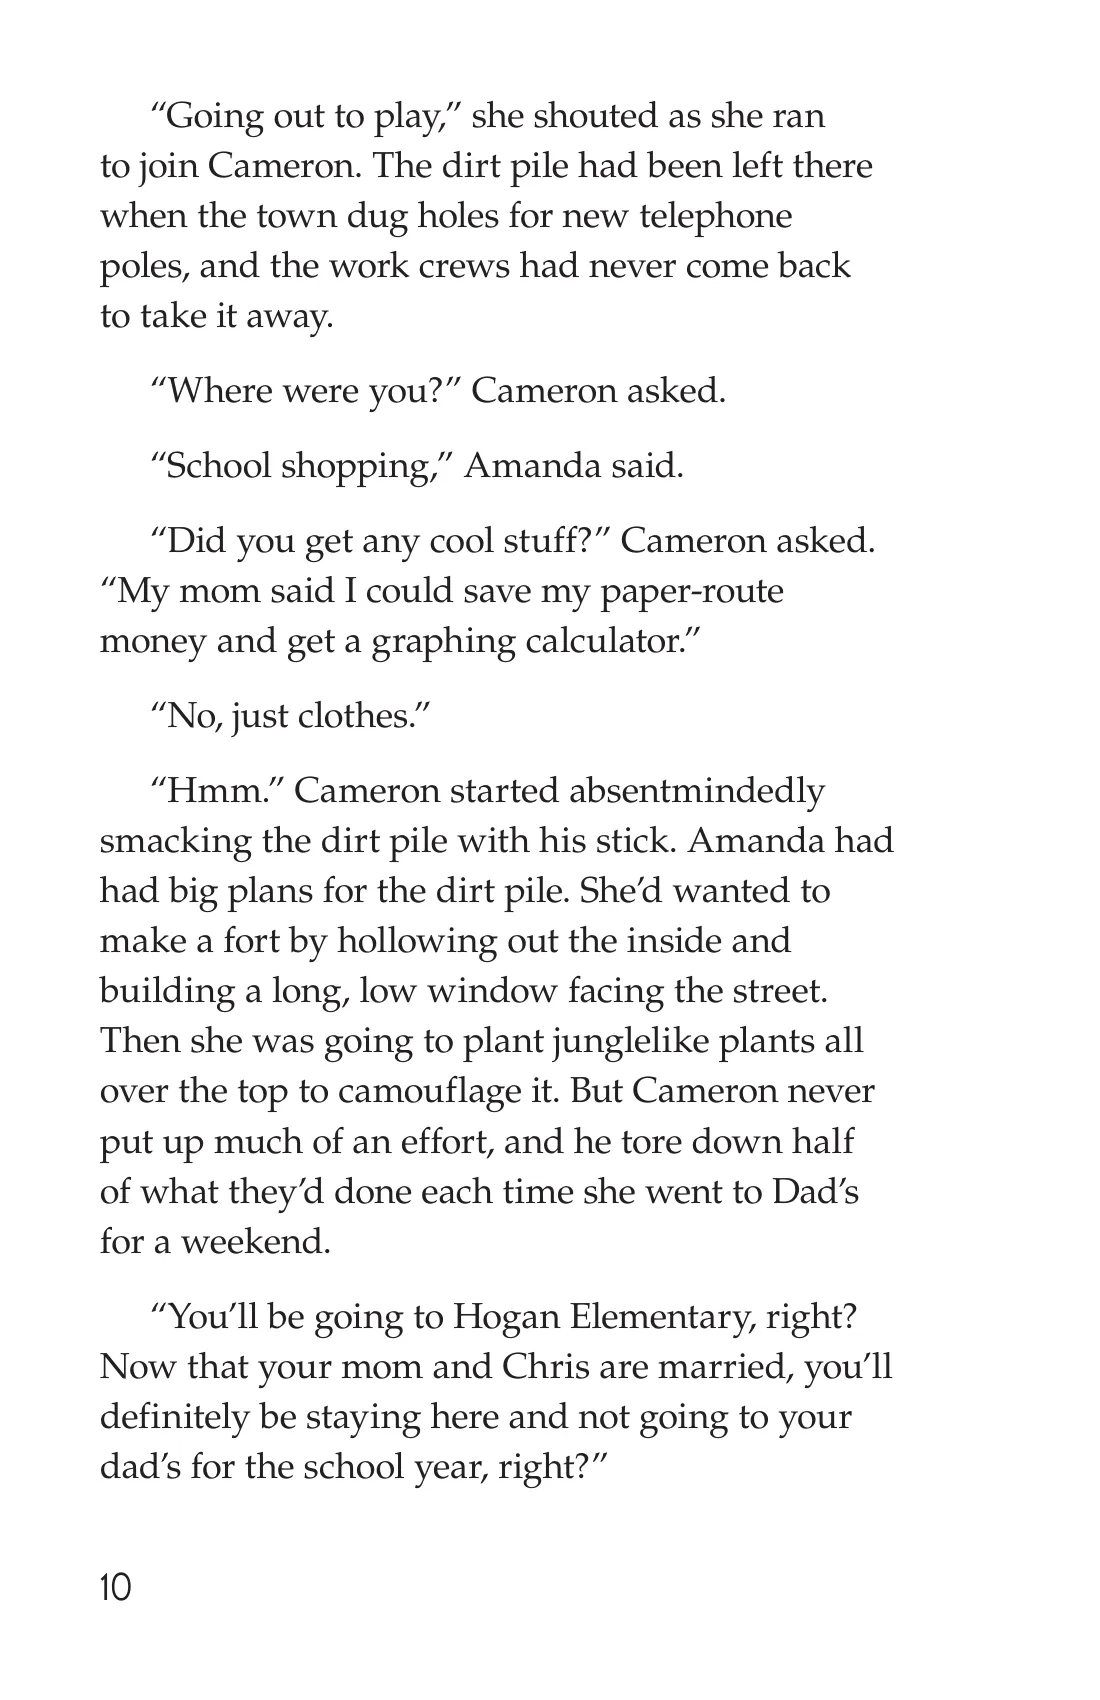 “Going out to play,” she shouted as she ran
to join Cameron. The dirt pile had been left there
when the town dug holes for new telephone
poles, and the work crews had never come back
to take it away.
“Where were you?” Cameron asked.
“School shopping,” Amanda said.
“Did you get any cool stuff?” Cameron asked.
“My mom said I could save my paper-route
money and get a graphing calculator.”
“No, just clothes.”
“Hmm.” Cameron started absentmindedly
smacking the dirt pile with his stick. Amanda had
had big plans for the dirt pile. She’d wanted to
make a fort by hollowing out the inside and
building a long, low window facing the street.
Then she was going to plant junglelike plants all
over the top to camouflage it. But Cameron never
put up much of an effort, and he tore down half
of what they’d done each time she went to Dad’s
for a weekend.
“You’ll be going to Hogan Elementary, right?
Now that your mom and Chris are married, you’ll
definitely be staying here and not going to your
dad’s for the school year, right?”
10